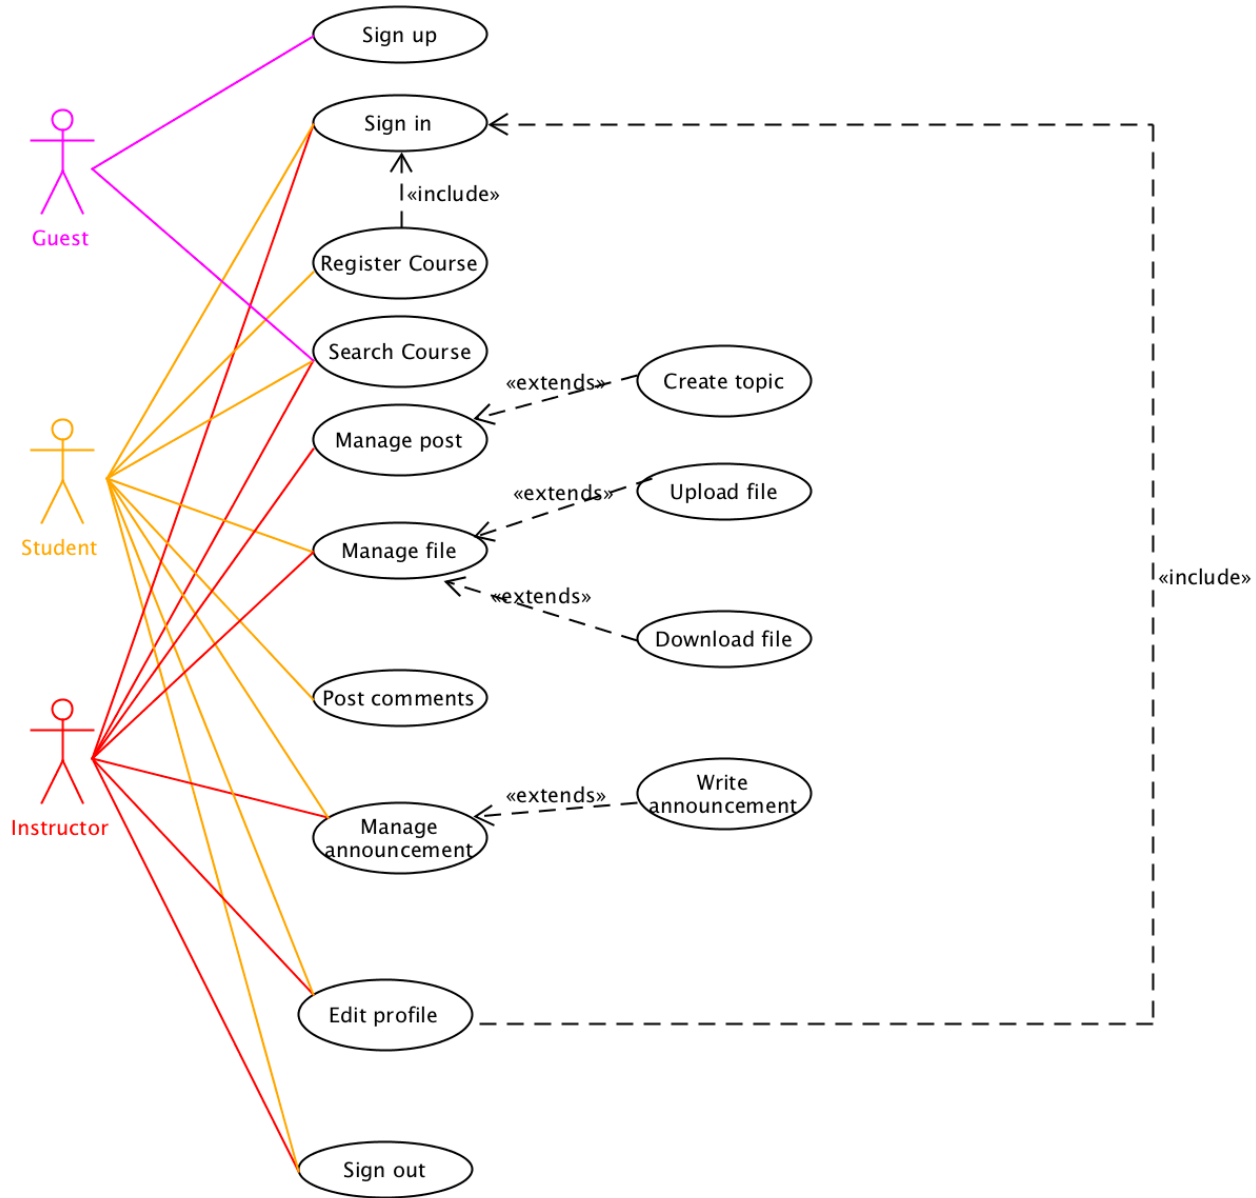 Sign up
Sign in
«include»
Guest
Register Course
Search Course
«extends»
Create topic
Manage post
«extends»
Upload file
Student
Manage file
«include»
«extends»
Download file
Post comments
Write
announcement
«extends»
Instructor
Manage
announcement
Edit profile
Sign out